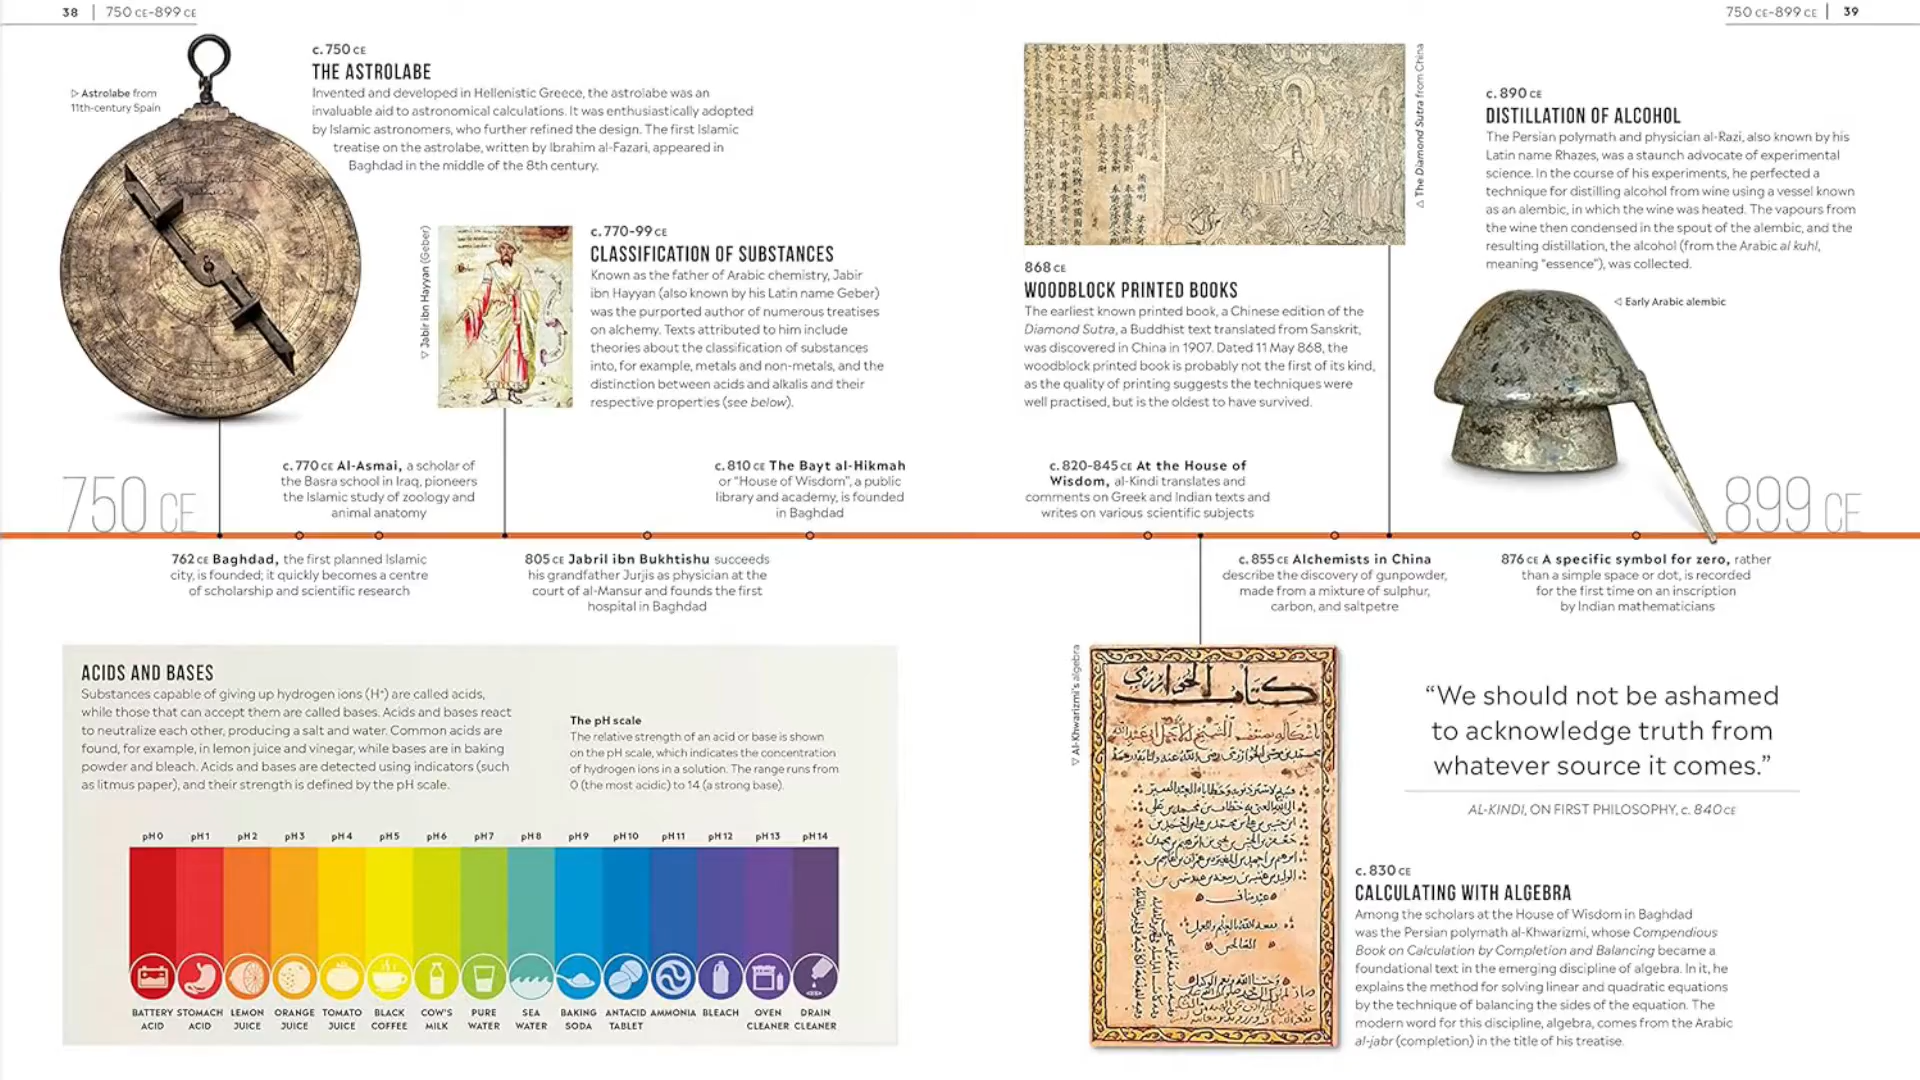 38 | 750 CE–899 CE
750 CE–899 CE | 39
▷ Astrolabe from
11th-century Spain
c. 750 CE
THE ASTROLABE
Invented and developed in Hellenistic Greece, the astrolabe was an
invaluable aid to astronomical calculations. It was enthusiastically adopted
by Islamic astronomers, who further refined the design. The first Islamic
treatise on the astrolabe, written by Ibrahim al-Fazari, appeared in
Baghdad in the middle of the 8th century.
▽ Jabir ibn Hayyan (Geber)
c. 770–99 CE
CLASSIFICATION OF SUBSTANCES
Known as the father of Arabic chemistry, Jabir
ibn Hayyan (also known by his Latin name Geber)
was the purported author of numerous treatises
on alchemy. Texts attributed to him include
theories about the classification of substances
into, for example, metals and non-metals, and the
distinction between acids and alkalis and their
respective properties (see below).
△ The Diamond Sutra from China
868 CE
WOODBLOCK PRINTED BOOKS
The earliest known printed book, a Chinese edition of the
Diamond Sutra, a Buddhist text translated from Sanskrit,
was discovered in China in 1907. Dated 11 May 868, the
woodblock printed book is probably not the first of its kind,
as the quality of printing suggests the techniques were
well practised, but is the oldest to have survived.
c. 890 CE
DISTILLATION OF ALCOHOL
The Persian polymath and physician al-Razi, also known by his
Latin name Rhazes, was a staunch advocate of experimental
science. In the course of his experiments, he perfected a
technique for distilling alcohol from wine using a vessel known
as an alembic, in which the wine was heated. The vapours from
the wine then condensed in the spout of the alembic, and the
resulting distillation, the alcohol (from the Arabic al kuhl,
meaning "essence"), was collected.
◁ Early Arabic alembic
750 CE
c. 770 CE Al-Asmai, a scholar of
the Basra school in Iraq, pioneers
the Islamic study of zoology and
animal anatomy
c. 810 CE The Bayt al-Hikmah
or "House of Wisdom", a public
library and academy, is founded
in Baghdad
c. 820–845 CE At the House of
Wisdom, al-Kindi translates and
comments on Greek and Indian texts and
writes on various scientific subjects
899 CE
762 CE Baghdad, the first planned Islamic
city, is founded; it quickly becomes a centre
of scholarship and scientific research
805 CE Jabril ibn Bukhtishu succeeds
his grandfather Jurjis as physician at the
court of al-Mansur and founds the first
hospital in Baghdad
c. 855 CE Alchemists in China
describe the discovery of gunpowder,
made from a mixture of sulphur,
carbon, and saltpetre
876 CE A specific symbol for zero, rather
than a simple space or dot, is recorded
for the first time on an inscription
by Indian mathematicians
ACIDS AND BASES
Substances capable of giving up hydrogen ions (H⁺) are called acids,
while those that can accept them are called bases. Acids and bases react
to neutralize each other, producing a salt and water. Common acids are
found, for example, in lemon juice and vinegar, while bases are in baking
powder and bleach. Acids and bases are detected using indicators (such
as litmus paper), and their strength is defined by the pH scale.
The pH scale
The relative strength of an acid or base is shown
on the pH scale, which indicates the concentration
of hydrogen ions in a solution. The range runs from
0 (the most acidic) to 14 (a strong base).
pH 0 pH 1 pH 2 pH 3 pH 4 pH 5 pH 6 pH 7 pH 8 pH 9 pH 10 pH 11 pH 12 pH 13 pH 14
BATTERY STOMACH LEMON ORANGE TOMATO BLACK COW'S PURE SEA BAKING ANTACID AMMONIA BLEACH OVEN DRAIN
ACID ACID JUICE JUICE JUICE COFFEE MILK WATER WATER SODA TABLET CLEANER CLEANER
▽ Al-Khwarizmi's algebra
كتاب
"We should not be ashamed
to acknowledge truth from
whatever source it comes."
AL-KINDI, ON FIRST PHILOSOPHY, c. 840 CE
c. 830 CE
CALCULATING WITH ALGEBRA
Among the scholars at the House of Wisdom in Baghdad
was the Persian polymath al-Khwarizmi, whose Compendious
Book on Calculation by Completion and Balancing became a
foundational text in the emerging discipline of algebra. In it, he
explains the method for solving linear and quadratic equations
by the technique of balancing the sides of the equation. The
modern word for this discipline, algebra, comes from the Arabic
al-jabr (completion) in the title of his treatise.